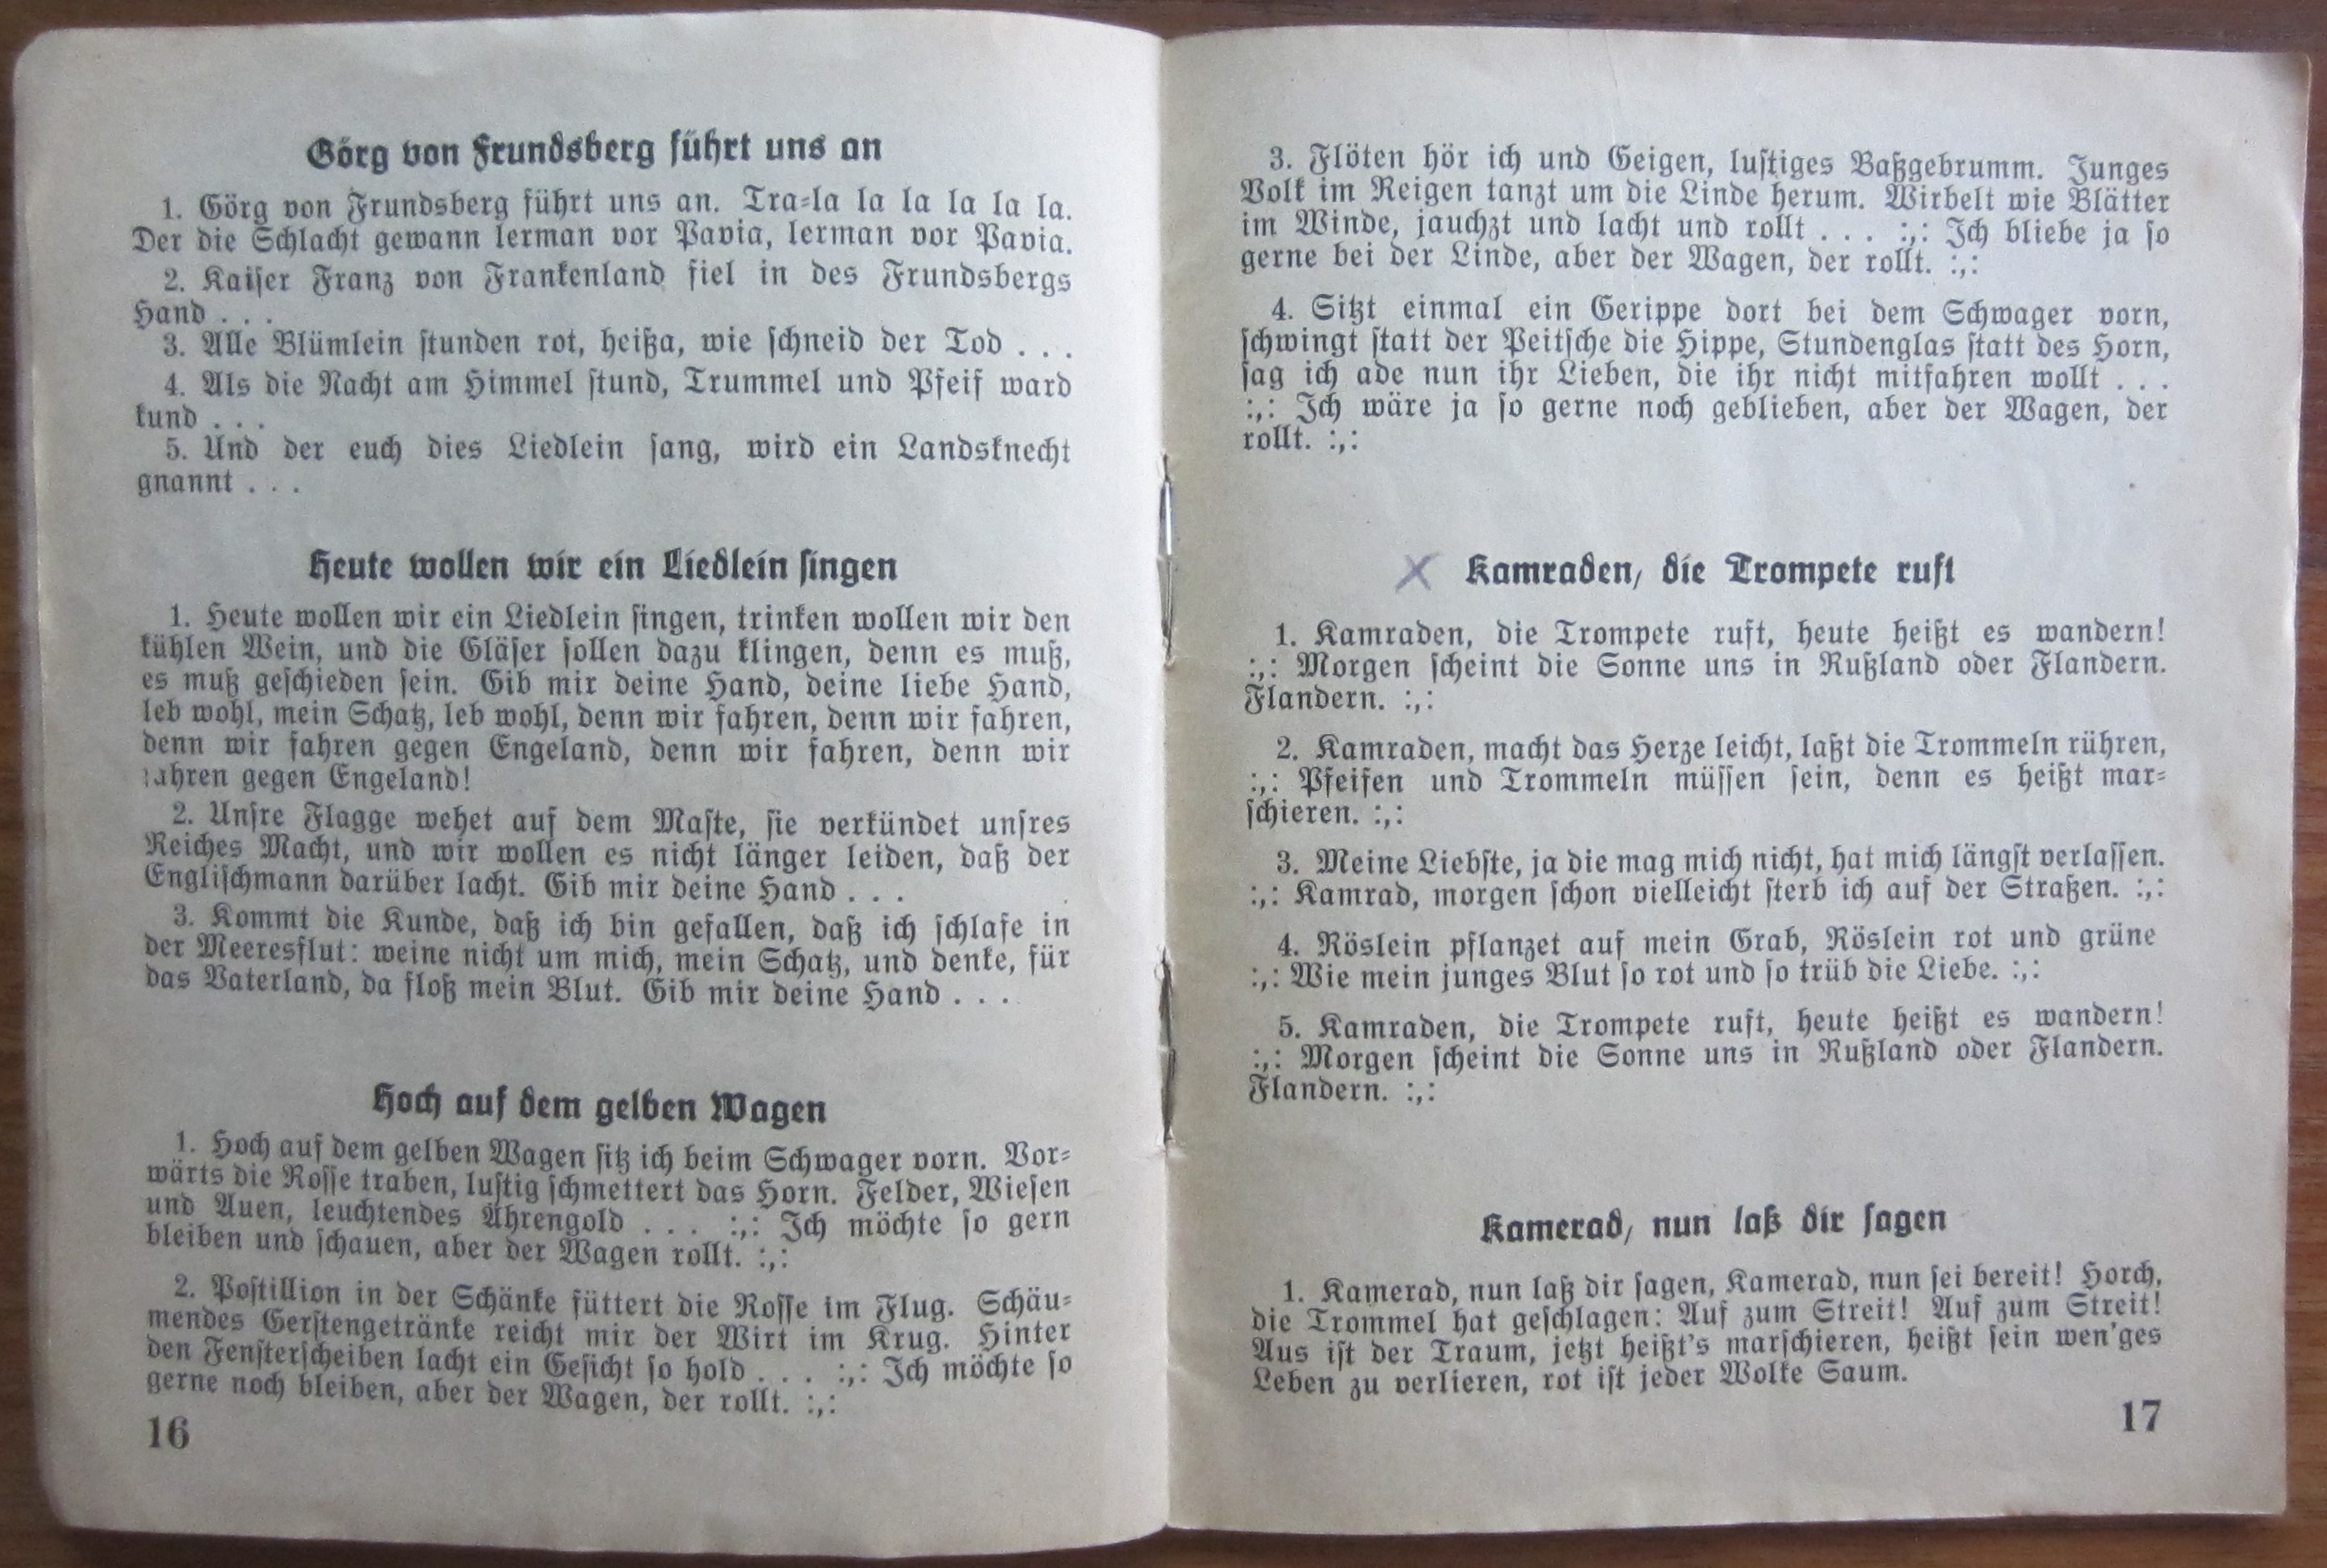 Görg von Frundsberg führt uns an
1. Görg von Frundsberg führt uns an. Tra-la la la la la la.
Der die Schlacht gewann lerman vor Pavia, lerman vor Pavia.
2. Kaiser Franz von Frankenland fiel in des Frundsbergs
Hand . . .
3. Alle Blümlein stunden rot, heißa, wie schneid der Tod . . .
4. Als die Nacht am Himmel stund, Trummel und Pfeif ward
kund . . .
5. Und der euch dies Liedlein sang, wird ein Landsknecht
gnannt . . .
Heute wollen wir ein Liedlein singen
1. Heute wollen wir ein Liedlein singen, trinken wollen wir den
kühlen Wein, und die Gläser sollen dazu klingen, denn es muß,
es muß geschieden sein. Gib mir deine Hand, deine liebe Hand,
leb wohl, mein Schatz, leb wohl, denn wir fahren, denn wir fahren,
denn wir fahren gegen Engeland, denn wir fahren, denn wir
fahren gegen Engeland!
2. Unsre Flagge wehet auf dem Maste, sie verkündet unsres
Reiches Macht, und wir wollen es nicht länger leiden, daß der
Englischmann darüber lacht. Gib mir deine Hand . . .
3. Kommt die Kunde, daß ich bin gefallen, daß ich schlafe in
der Meeresflut: weine nicht um mich, mein Schatz, und denke, für
das Vaterland, da floß mein Blut. Gib mir deine Hand . . .
Hoch auf dem gelben Wagen
1. Hoch auf dem gelben Wagen sitz ich beim Schwager vorn. Vor-
wärts die Rosse traben, lustig schmettert das Horn. Felder, Wiesen
und Auen, leuchtendes Ährengold . . . :,: Ich möchte so gern
bleiben und schauen, aber der Wagen rollt. :,:
2. Postillion in der Schänke füttert die Rosse im Flug. Schäu-
mendes Gerstengetränke reicht mir der Wirt im Krug. Hinter
den Fensterscheiben lacht ein Gesicht so hold . . . :,: Ich möchte so
gerne noch bleiben, aber der Wagen, der rollt. :,:
16
3. Flöten hör ich und Geigen, lustiges Baßgebrumm. Junges
Volk im Reigen tanzt um die Linde herum. Wirbelt wie Blätter
im Winde, jauchzt und lacht und rollt . . . :,: Ich bliebe ja so
gerne bei der Linde, aber der Wagen, der rollt. :,:
4. Sitzt einmal ein Gerippe dort bei dem Schwager vorn,
schwingt statt der Peitsche die Hippe, Stundenglas statt des Horn,
sag ich ade nun ihr Lieben, die ihr nicht mitfahren wollt . . .
:,: Ich wäre ja so gerne noch geblieben, aber der Wagen, der
rollt. :,:
X Kamraden, die Trompete ruft
1. Kamraden, die Trompete ruft, heute heißt es wandern!
:,: Morgen scheint die Sonne uns in Rußland oder Flandern.
Flandern. :,:
2. Kamraden, macht das Herze leicht, laßt die Trommeln rühren,
:,: Pfeifen und Trommeln müssen sein, denn es heißt mar-
schieren. :,:
3. Meine Liebste, ja die mag mich nicht, hat mich längst verlassen.
:,: Kamrad, morgen schon vielleicht sterb ich auf der Straßen. :,:
4. Röslein pflanzet auf mein Grab, Röslein rot und grüne
:,: Wie mein junges Blut so rot und so trüb die Liebe. :,:
5. Kamraden, die Trompete ruft, heute heißt es wandern!
:,: Morgen scheint die Sonne uns in Rußland oder Flandern.
Flandern. :,:
Kamerad, nun laß dir sagen
1. Kamerad, nun laß dir sagen, Kamerad, nun sei bereit! Horch,
die Trommel hat geschlagen: Auf zum Streit! Auf zum Streit!
Aus ist der Traum, jetzt heißt's marschieren, heißt sein wen'ges
Leben zu verlieren, rot ist jeder Wolke Saum.
17